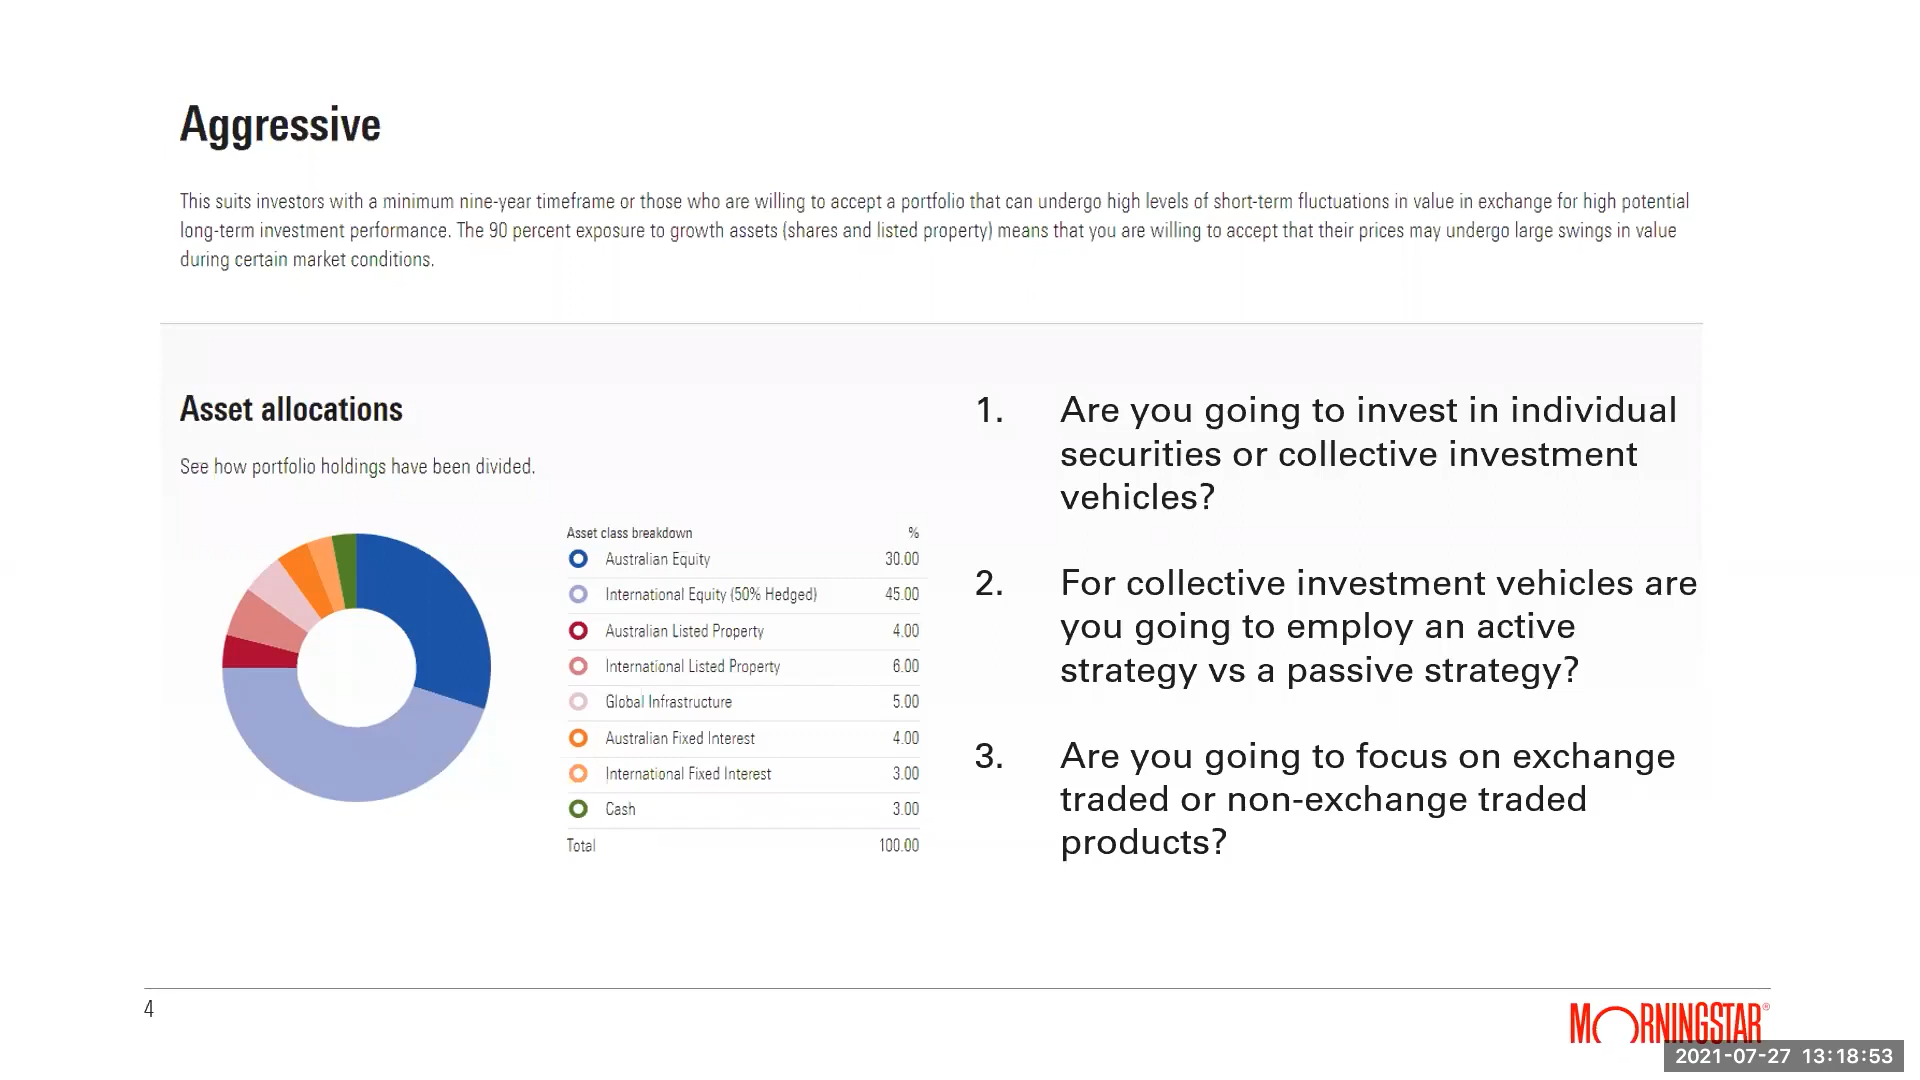 Aggressive
This suits investors with a minimum nine-year timeframe or those who are willing to accept a portfolio that can undergo high levels of short-term fluctuations in value in exchange for high potential
long-term investment performance. The 90 percent exposure to growth assets (shares and listed property) means that you are willing to accept that their prices may undergo large swings in value
during certain market conditions.
Asset allocations
See how portfolio holdings have been divided.
Asset class breakdown %
Australian Equity 30.00
International Equity (50% Hedged) 45.00
Australian Listed Property 4.00
International Listed Property 6.00
Global Infrastructure 5.00
Australian Fixed Interest 4.00
International Fixed Interest 3.00
Cash 3.00
Total 100.00
1. Are you going to invest in individual
securities or collective investment
vehicles?
2. For collective investment vehicles are
you going to employ an active
strategy vs a passive strategy?
3. Are you going to focus on exchange
traded or non-exchange traded
products?
4
MORNINGSTAR®
2021-07-27 13:18:53